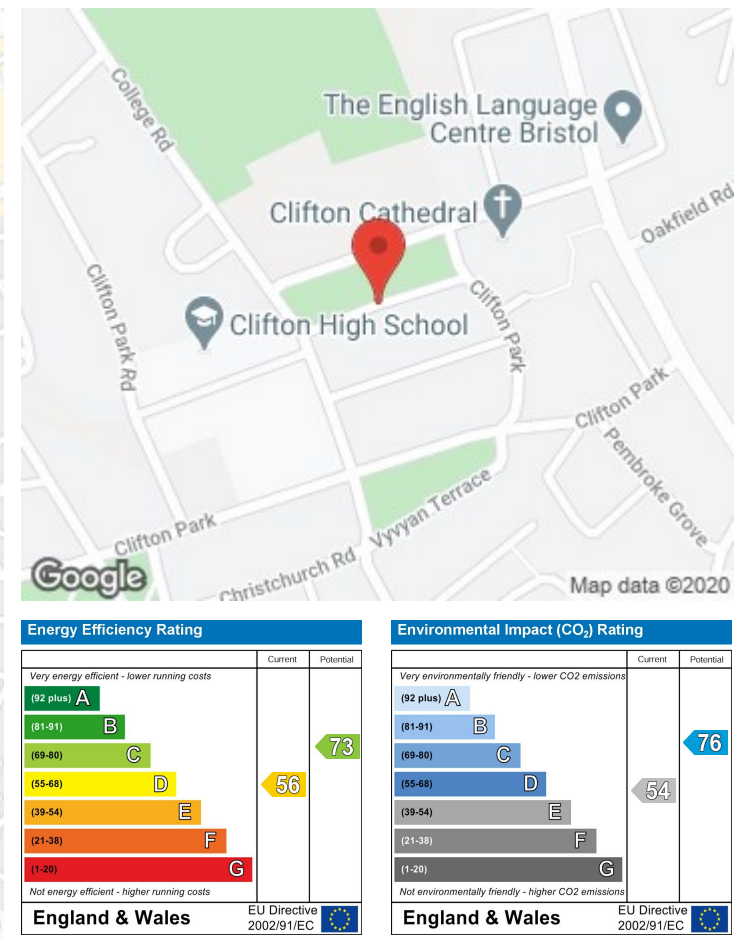 College Rd
The English Language
Centre Bristol
Clifton Cathedral
Oakfield Rd
Clifton Park Rd
Clifton High School
Clifton Park
Clifton Park
Pembroke Grove
Vyvyan Terrace
Clifton Park
Christchurch Rd
Google
Map data ©2020
Energy Efficiency Rating
Current
Potential
Very energy efficient - lower running costs
(92 plus) A
(81-91) B
(69-80) C
(55-68) D
(39-54) E
(21-38) F
(1-20) G
73
56
Not energy efficient - higher running costs
England & Wales
EU Directive
2002/91/EC
Environmental Impact (CO₂) Rating
Current
Potential
Very environmentally friendly - lower CO2 emissions
(92 plus) A
(81-91) B
(69-80) C
(55-68) D
(39-54) E
(21-38) F
(1-20) G
76
54
Not environmentally friendly - higher CO2 emissions
England & Wales
EU Directive
2002/91/EC